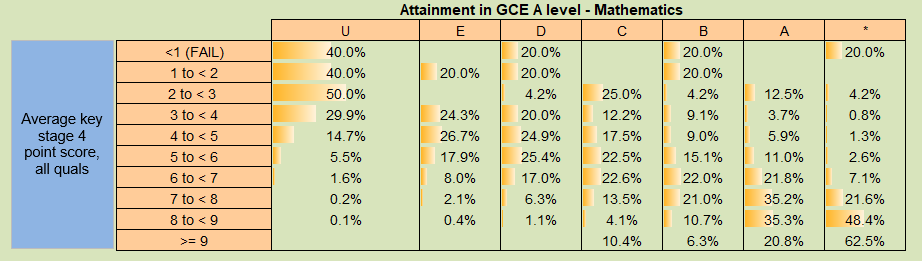 Attainment in GCE A level - Mathematics
U E D C B A *
<1 (FAIL) 40.0% 20.0% 20.0% 20.0%
1 to < 2 40.0% 20.0% 20.0% 20.0%
2 to < 3 50.0% 4.2% 25.0% 4.2% 12.5% 4.2%
3 to < 4 29.9% 24.3% 20.0% 12.2% 9.1% 3.7% 0.8%
4 to < 5 14.7% 26.7% 24.9% 17.5% 9.0% 5.9% 1.3%
5 to < 6 5.5% 17.9% 25.4% 22.5% 15.1% 11.0% 2.6%
6 to < 7 1.6% 8.0% 17.0% 22.6% 22.0% 21.8% 7.1%
7 to < 8 0.2% 2.1% 6.3% 13.5% 21.0% 35.2% 21.6%
8 to < 9 0.1% 0.4% 1.1% 4.1% 10.7% 35.3% 48.4%
>= 9 10.4% 6.3% 20.8% 62.5%
Average key
stage 4
point score,
all quals